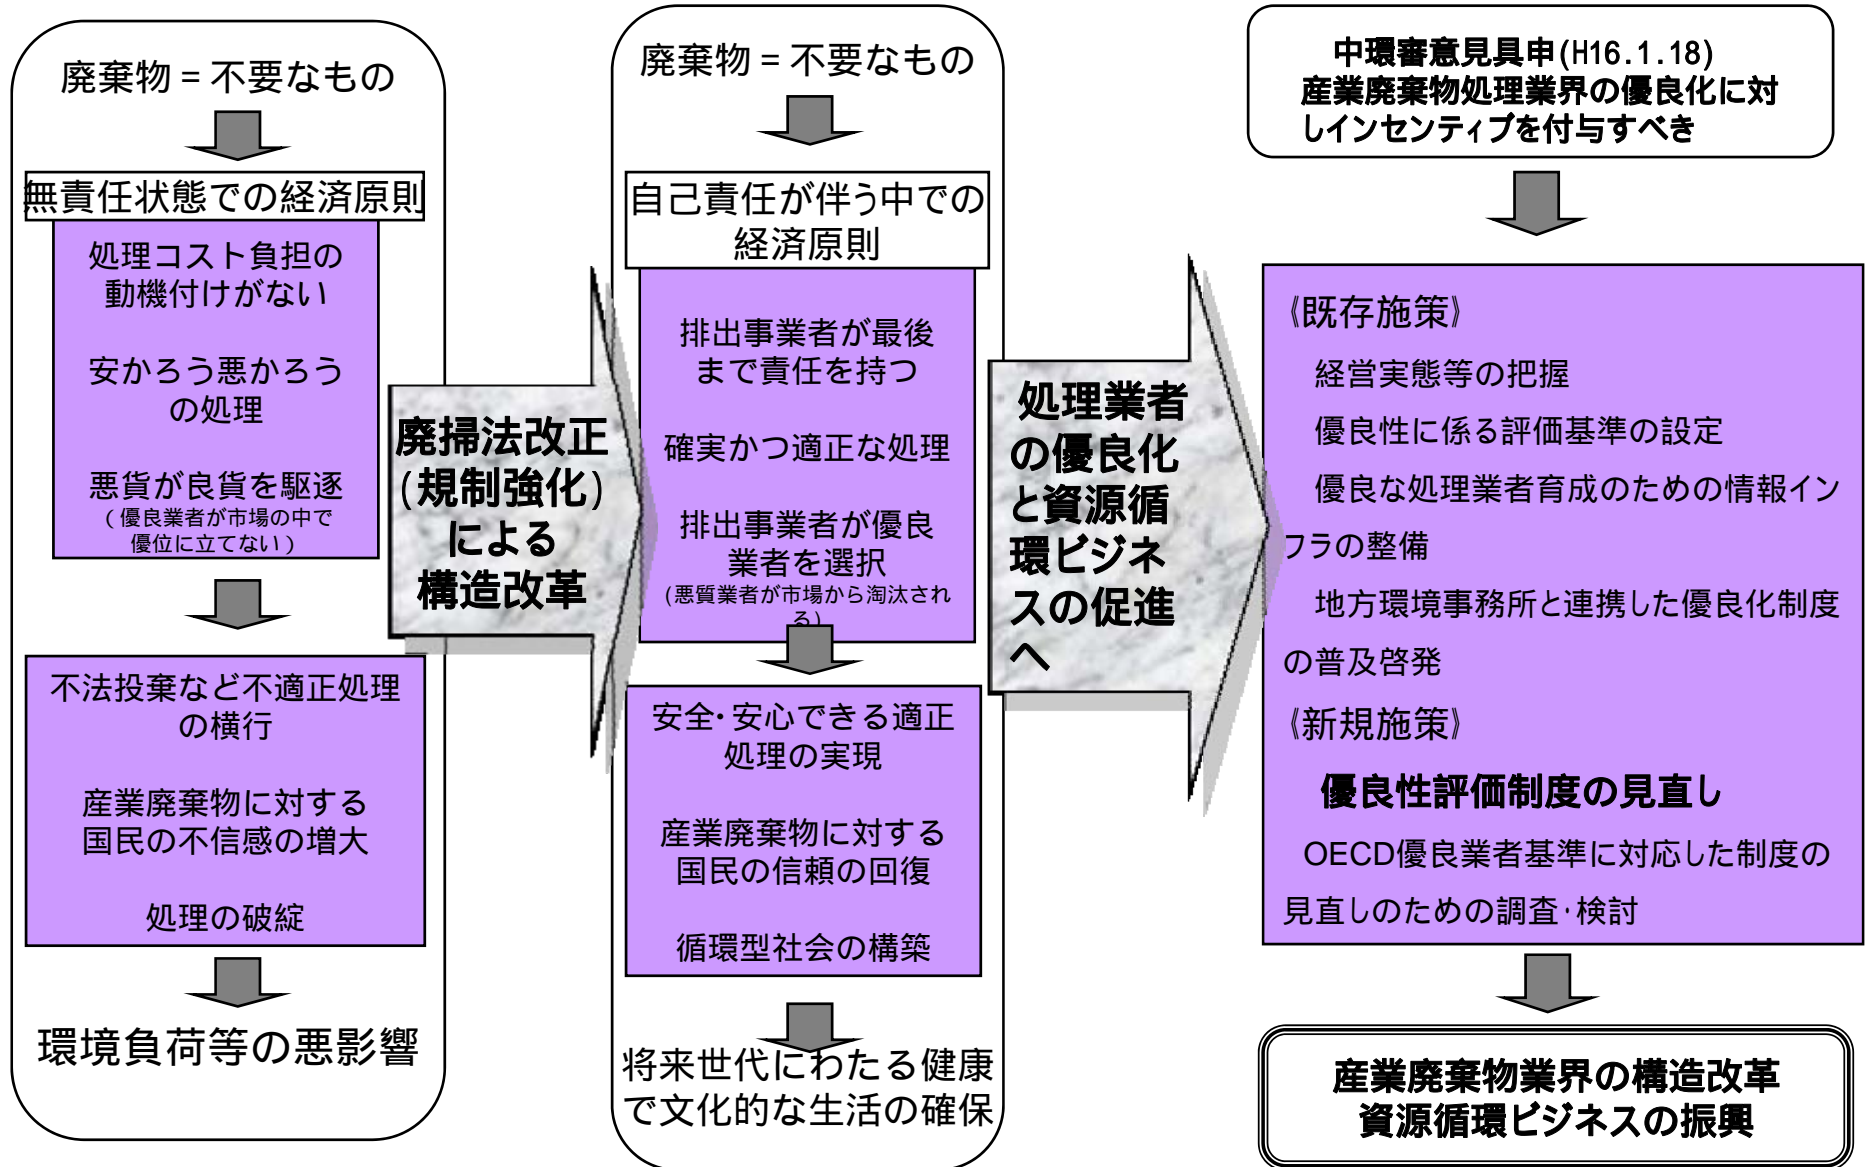 廃棄物 = 不要なもの
無責任状態での経済原則
処理コスト負担の
動機付けがない
安かろう悪かろう
の処理
悪貨が良貨を駆逐
（優良業者が市場の中で
優位に立てない）
不法投棄など不適正処理
の横行
産業廃棄物に対する
国民の不信感の増大
処理の破綻
環境負荷等の悪影響
廃掃法改正
(規制強化)
による
構造改革
廃棄物 = 不要なもの
自己責任が伴う中での
経済原則
排出事業者が最後
まで責任を持つ
確実かつ適正な処理
排出事業者が優良
業者を選択
(悪質業者が市場から淘汰され
る)
安全・安心できる適正
処理の実現
産業廃棄物に対する
国民の信頼の回復
循環型社会の構築
将来世代にわたる健康
で文化的な生活の確保
処理業者
の優良化
と資源循
環ビジネ
スの促進
へ
中環審意見具申(H16.1.18)
産業廃棄物処理業界の優良化に対
しインセンティブを付与すべき
《既存施策》
経営実態等の把握
優良性に係る評価基準の設定
優良な処理業者育成のための情報イン
フラの整備
地方環境事務所と連携した優良化制度
の普及啓発
《新規施策》
優良性評価制度の見直し
OECD優良業者基準に対応した制度の
見直しのための調査・検討
産業廃棄物業界の構造改革
資源循環ビジネスの振興